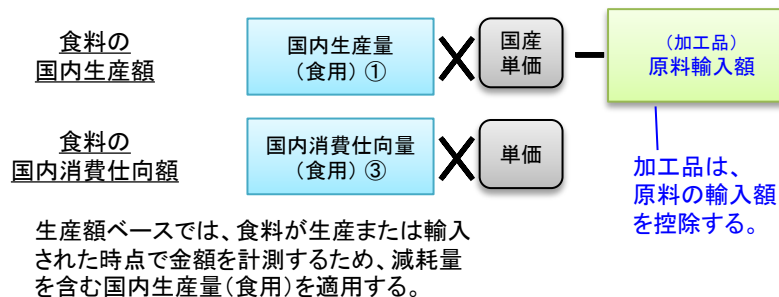 食料の
国内生産額
国内生産量
(食用)①
×
国産
単価
ー
(加工品)
原料輸入額
食料の
国内消費仕向額
国内消費仕向量
(食用)③
×
単価
加工品は、
原料の輸入額
を控除する。
生産額ベースでは、食料が生産または輸入
された時点で金額を計測するため、減耗量
を含む国内生産量(食用)を適用する。